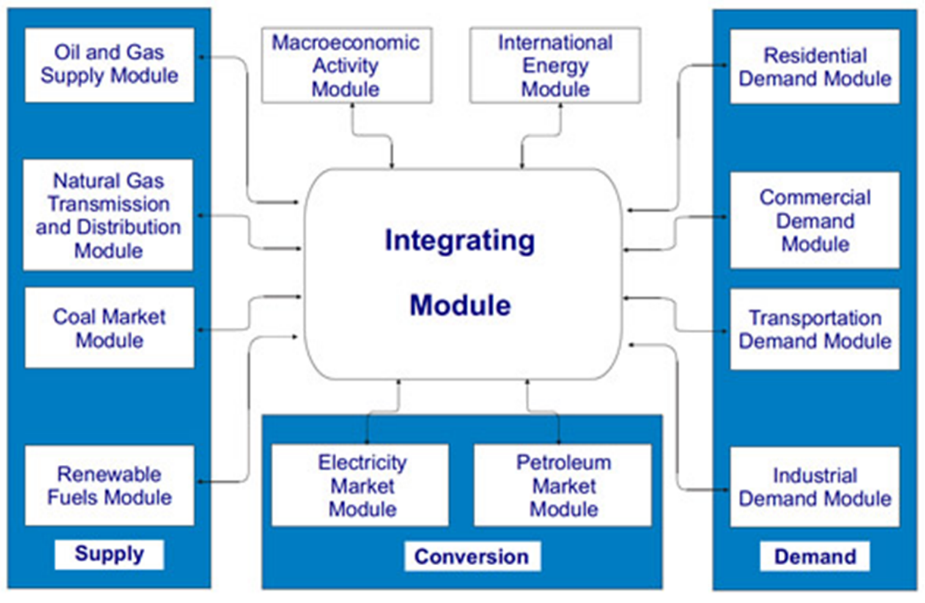 Oil and Gas
Supply Module
Natural Gas
Transmission
and Distribution
Module
Coal Market
Module
Renewable
Fuels Module
Supply
Macroeconomic
Activity
Module
International
Energy
Module
Integrating
Module
Electricity
Market
Module
Petroleum
Market
Module
Conversion
Residential
Demand Module
Commercial
Demand
Module
Transportation
Demand Module
Industrial
Demand Module
Demand